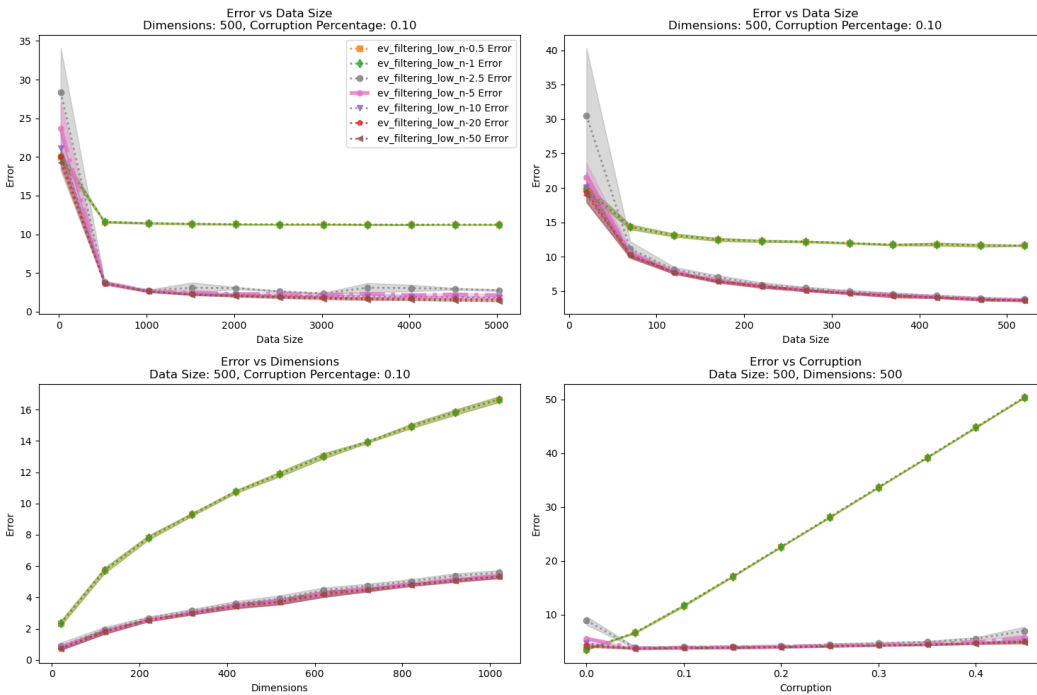 Error vs Data Size
Dimensions: 500, Corruption Percentage: 0.10
35
30
25
20
15
10
5
0
Error
0
1000
2000
3000
4000
5000
Data Size
ev_filtering_low_n-0.5 Error
ev_filtering_low_n-1 Error
ev_filtering_low_n-2.5 Error
ev_filtering_low_n-5 Error
ev_filtering_low_n-10 Error
ev_filtering_low_n-20 Error
ev_filtering_low_n-50 Error
Error vs Data Size
Dimensions: 500, Corruption Percentage: 0.10
40
35
30
25
20
15
10
5
Error
0
100
200
300
400
500
Data Size
Error vs Dimensions
Data Size: 500, Corruption Percentage: 0.10
16
14
12
10
8
6
4
2
0
Error
0
200
400
600
800
1000
Dimensions
Error vs Corruption
Data Size: 500, Dimensions: 500
50
40
30
20
10
Error
0.0
0.1
0.2
0.3
0.4
Corruption